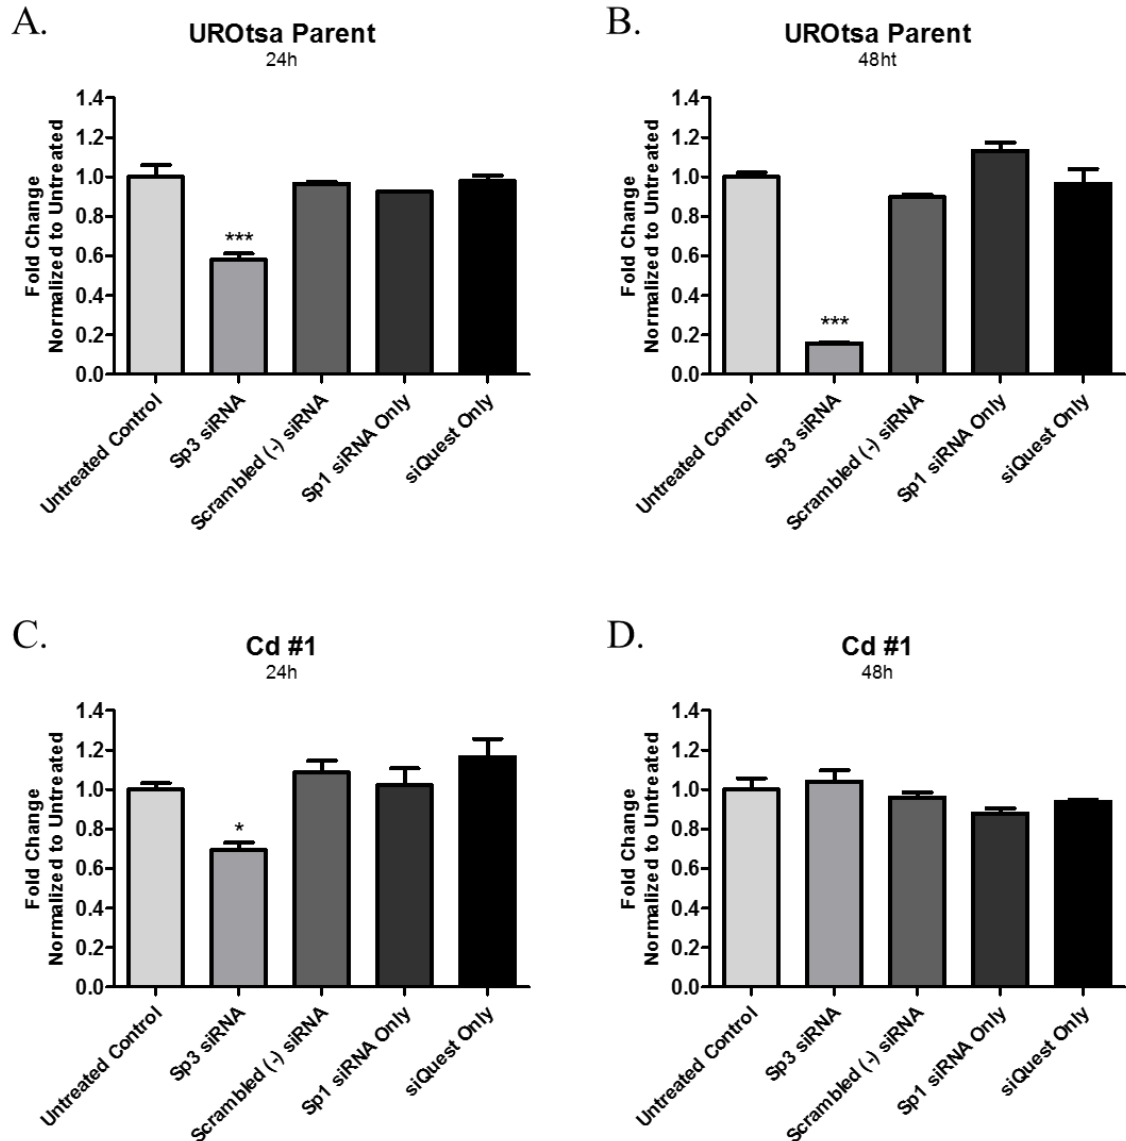 A.
UROtsa Parent
24h
Fold Change
Normalized to Untreated
1.4
1.2
1.0
0.8
0.6
0.4
0.2
0.0
***
Untreated Control
Sp3 siRNA
Scrambled (-) siRNA
Sp1 siRNA Only
siQuest Only
B.
UROtsa Parent
48ht
Fold Change
Normalized to Untreated
1.4
1.2
1.0
0.8
0.6
0.4
0.2
0.0
***
Untreated Control
Sp3 siRNA
Scrambled (-) siRNA
Sp1 siRNA Only
siQuest Only
C.
Cd #1
24h
Fold Change
Normalized to Untreated
1.4
1.2
1.0
0.8
0.6
0.4
0.2
0.0
*
Untreated Control
Sp3 siRNA
Scrambled (-) siRNA
Sp1 siRNA Only
siQuest Only
D.
Cd #1
48h
Fold Change
Normalized to Untreated
1.4
1.2
1.0
0.8
0.6
0.4
0.2
0.0
Untreated Control
Sp3 siRNA
Scrambled (-) siRNA
Sp1 siRNA Only
siQuest Only